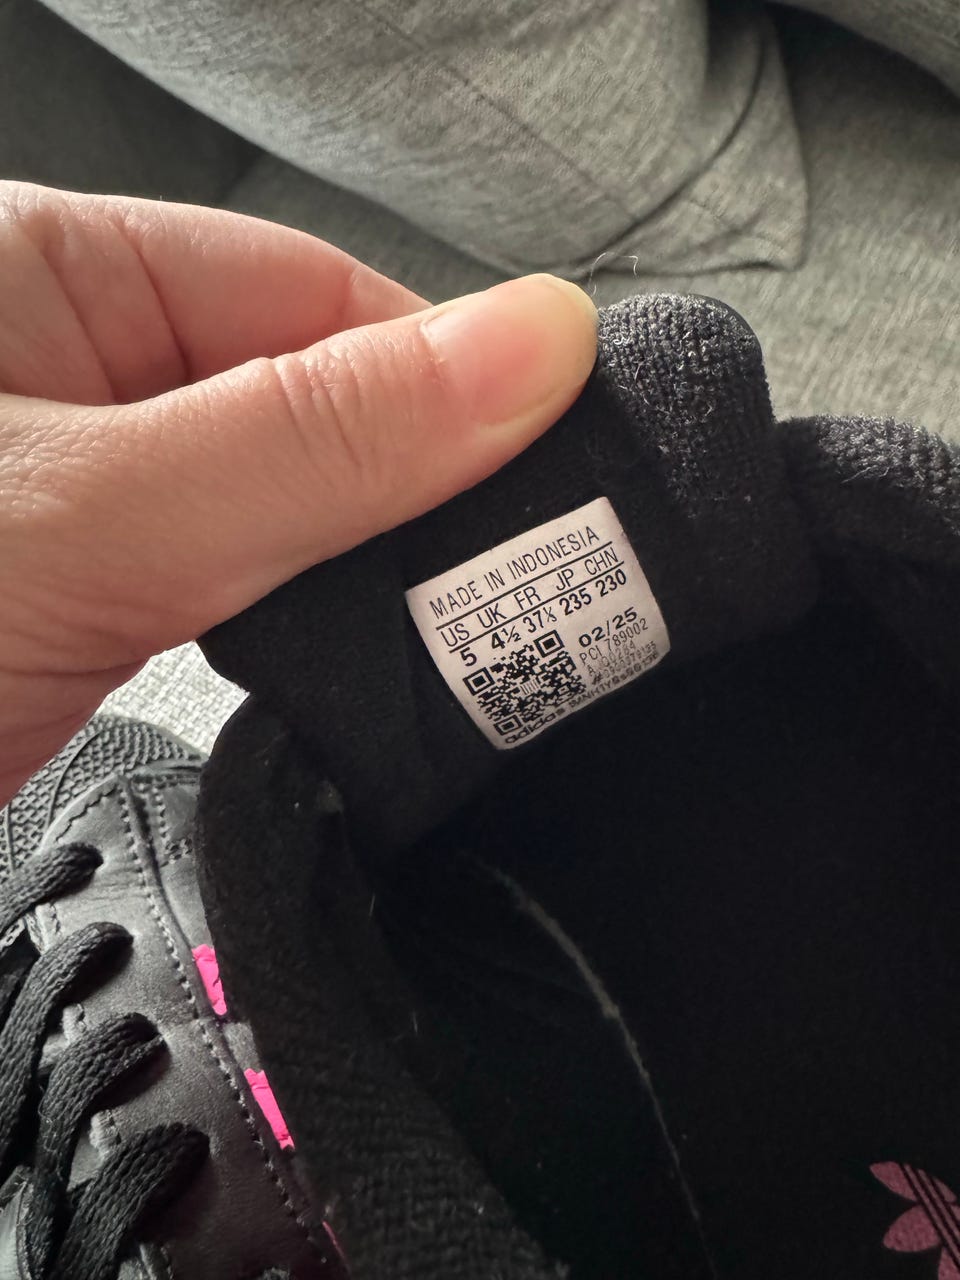 MADE IN INDONESIA
US UK FR JP CHN
5 4½ 37⅓ 235 230
02/25
PCI 789002
adidas